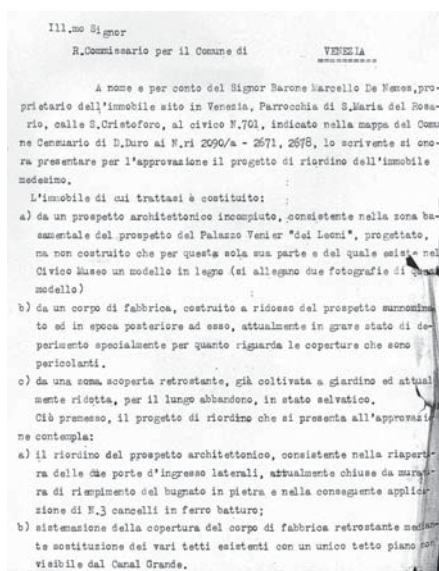 Ill.mo Signor
R.Commissario per il Comune di VENEZIA
A nome e per conto del Signor Barone Marcello De Nemes,pro-
prietario dell'immobile sito in Venezia, Parrocchia di S.Maria del Rosa-
rio, calle S.Cristoforo, al civico N.701, indicato nella mappa del Comu
ne Censuario di D.Duro ai N.ri 2090/a - 2671, 2678, lo scrivente si ono-
ra presentare per l'approvazione il progetto di riordino dell'immobile
medesimo.
L'immobile di cui trattasi è costituito:
a) da un prospetto architettonico incompiuto, consistente nella zona ba-
samentale del prospetto del Palazzo Venier "dei Leoni", progettato,
ma non costruito che per questa sola sua parte e del quale esiste nel
Civico Museo un modello in legno (si allegano due fotografie di
modello)
b) da un corpo di fabbrica, costruito a ridosso del prospetto sunnomina
to ed in epoca posteriore ad esso, attualmente in grave stato di de-
perimento specialmente per quanto riguarda le coperture che sono
pericolanti.
c) da una zona scoperta retrostante, già coltivata a giardino ed attual
mente ridotta, per il lungo abbandono, in stato selvatico.
Ciò premesso, il progetto di riordino che si presenta all'approvazio
ne contempla:
a) il riordino del prospetto architettonico, consistente nella riapertu
ra delle due porte d'ingresso laterali, attualmente chiuse da muratu
ra di riempimento del bugnato in pietra e nella conseguente applica
zione di N.3 cancelli in ferro battuto;
b) sistemazione della copertura del corpo di fabbrica retrostante median
te sostituzione dei vari tetti esistenti con un unico tetto piano non
visibile dal Canal Grande.